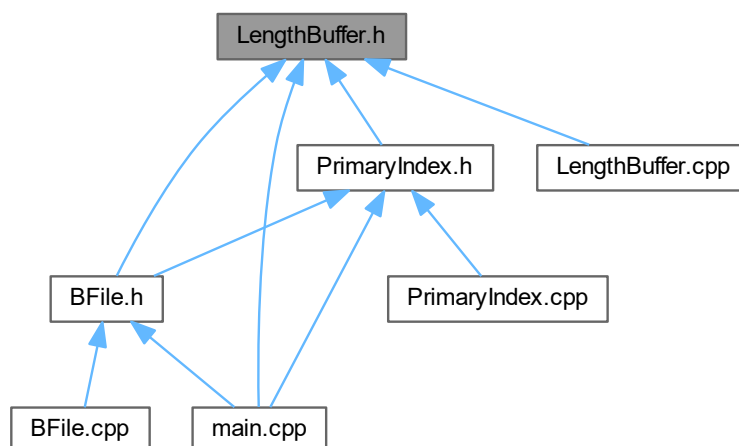 LengthBuffer.h
PrimaryIndex.h
LengthBuffer.cpp
BFile.h
PrimaryIndex.cpp
BFile.cpp
main.cpp